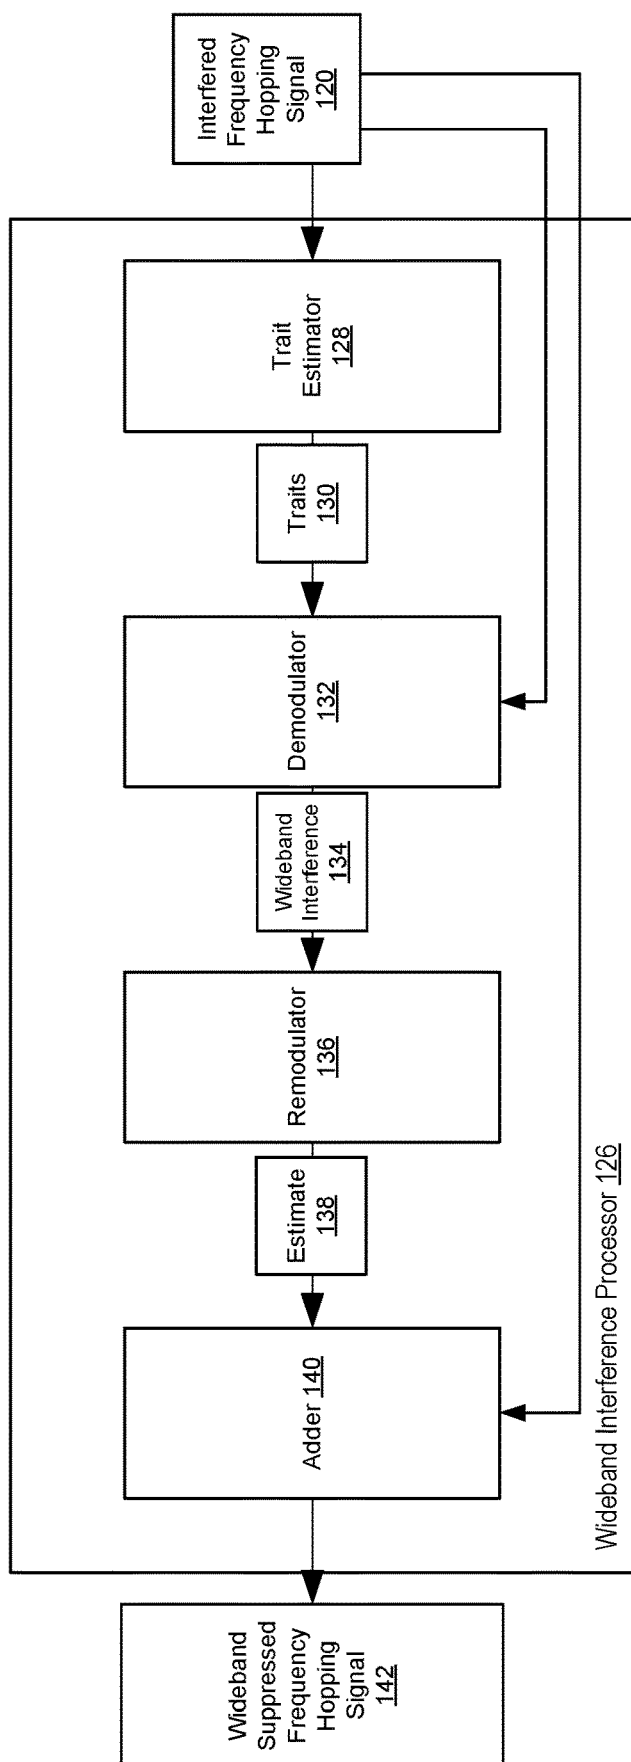 Interfered
Frequency
Hopping
Signal
120
Trait
Estimator
128
Traits
130
Demodulator
132
Wideband
Interference
134
Remodulator
136
Estimate
138
Adder 140
Wideband Interference Processor 126
Wideband
Suppressed
Frequency
Hopping
Signal
142